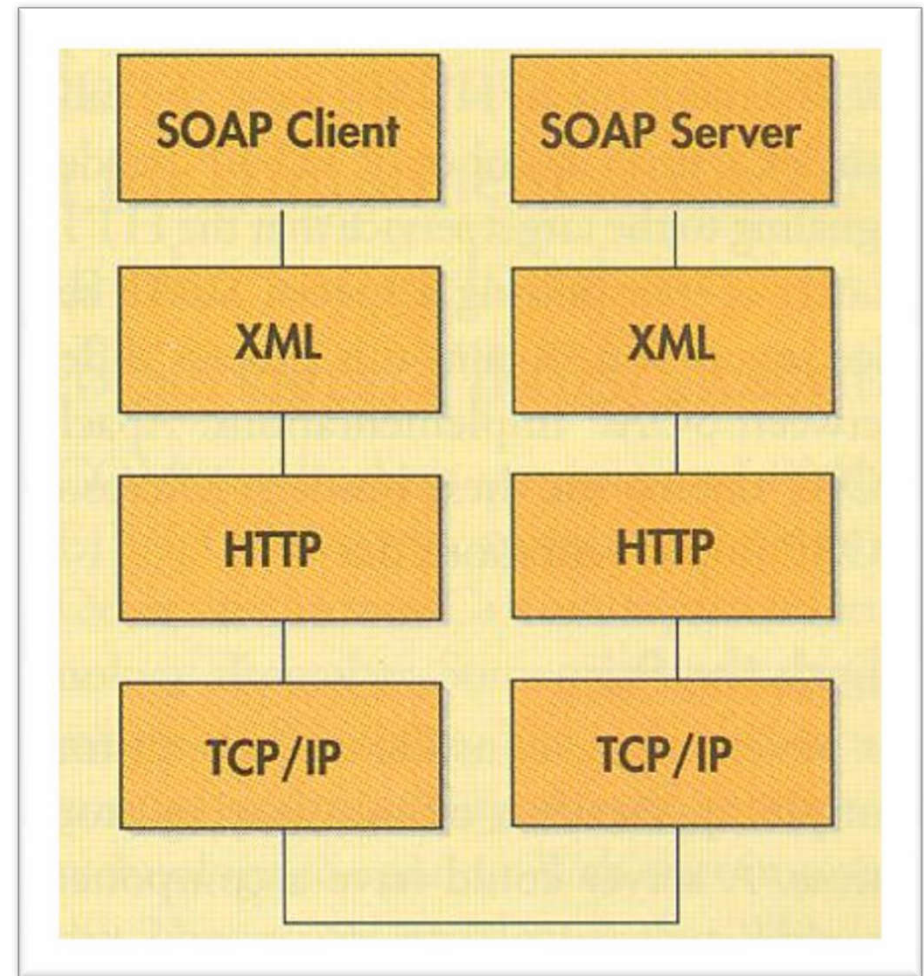 SOAP Client
SOAP Server
XML
XML
HTTP
HTTP
TCP/IP
TCP/IP